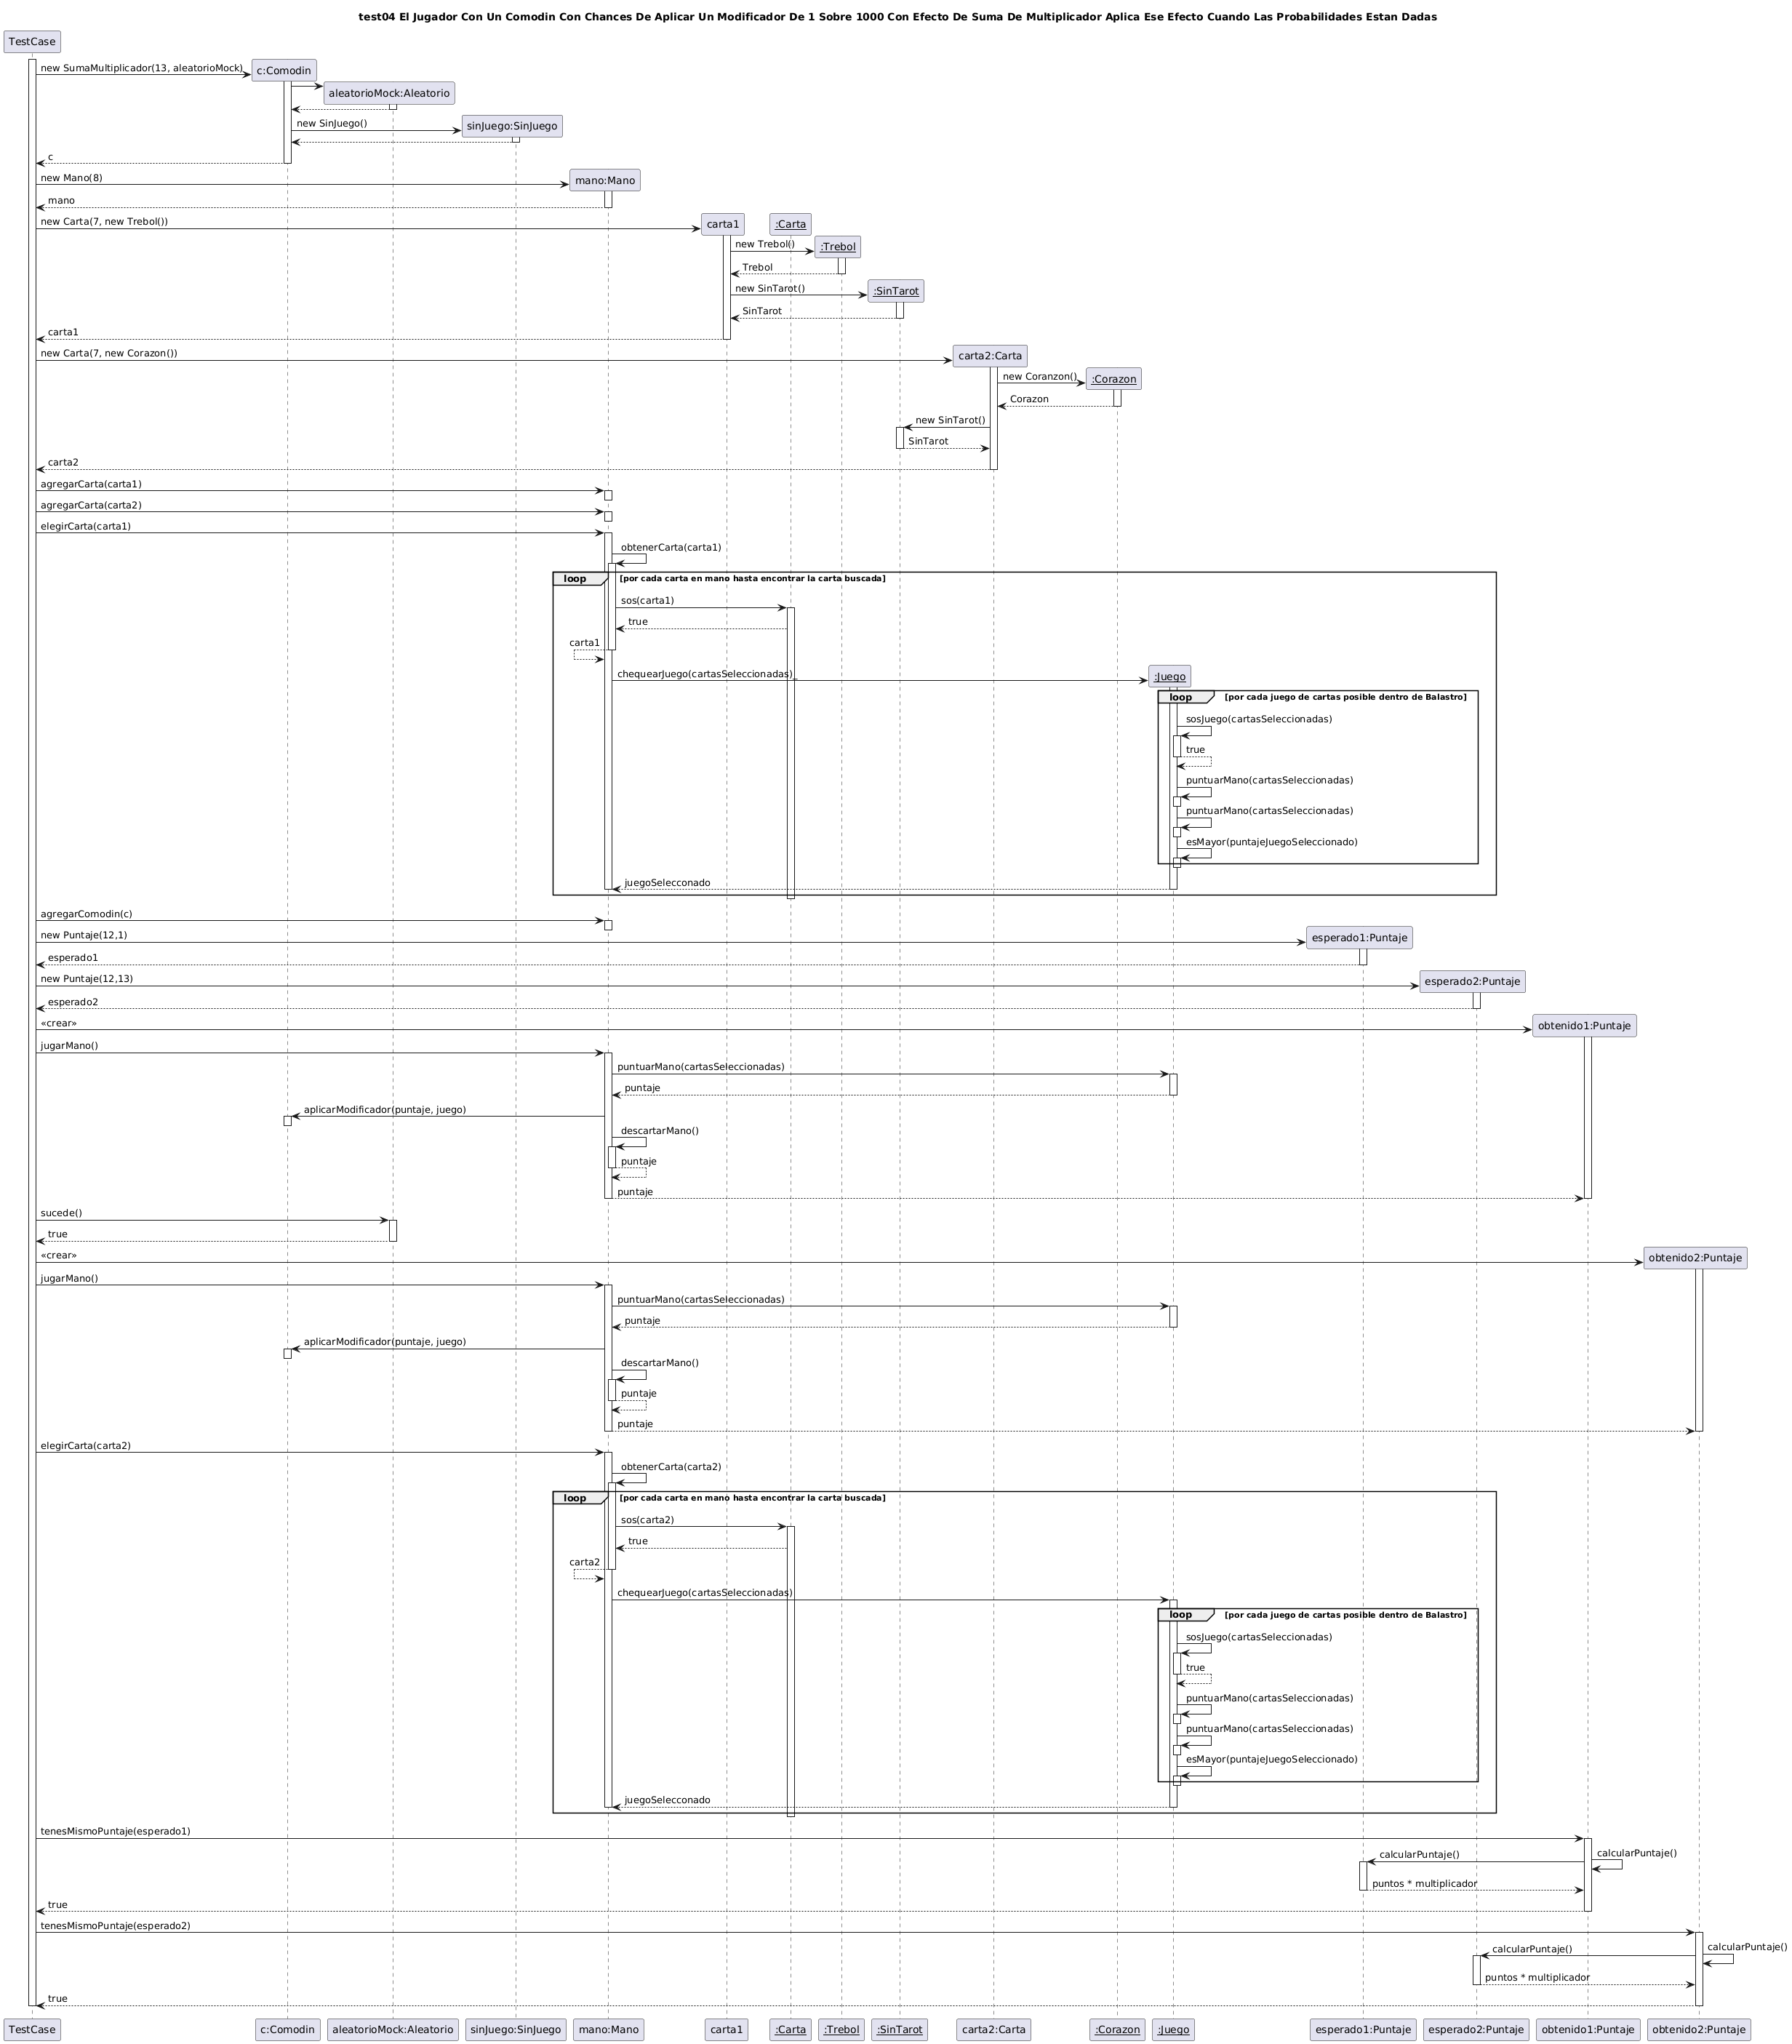 test04 El Jugador Con Un Comodin Con Chances De Aplicar Un Modificador De 1 Sobre 1000 Con Efecto De Suma De Multiplicador Aplica Ese Efecto Cuando Las Probabilidades Estan Dadas
TestCase
new SumaMultiplicador(13, aleatorioMock)
c:Comodin
aleatorioMock:Aleatorio
new SinJuego()
sinJuego:SinJuego
c
new Mano(8)
mano:Mano
mano
new Carta(7, new Trebol())
carta1
:Carta
new Trebol()
:Trebol
Trebol
new SinTarot()
:SinTarot
SinTarot
carta1
new Carta(7, new Corazon())
carta2:Carta
new Coranzon()
:Corazon
Corazon
new SinTarot()
SinTarot
carta2
agregarCarta(carta1)
agregarCarta(carta2)
elegirCarta(carta1)
obtenerCarta(carta1)
loop [por cada carta en mano hasta encontrar la carta buscada]
sos(carta1)
true
carta1
chequearJuego(cartasSeleccionadas)_
:Juego
loop [por cada juego de cartas posible dentro de Balastro]
sosJuego(cartasSeleccionadas)
true
puntuarMano(cartasSeleccionadas)
puntuarMano(cartasSeleccionadas)
esMayor(puntajeJuegoSeleccionado)
juegoSelecconado
agregarComodin(c)
new Puntaje(12,1)
esperado1:Puntaje
esperado1
new Puntaje(12,13)
esperado2:Puntaje
esperado2
«crear»
obtenido1:Puntaje
jugarMano()
puntuarMano(cartasSeleccionadas)
puntaje
aplicarModificador(puntaje, juego)
descartarMano()
puntaje
puntaje
sucede()
true
«crear»
obtenido2:Puntaje
jugarMano()
puntuarMano(cartasSeleccionadas)
puntaje
aplicarModificador(puntaje, juego)
descartarMano()
puntaje
puntaje
elegirCarta(carta2)
obtenerCarta(carta2)
loop [por cada carta en mano hasta encontrar la carta buscada]
sos(carta2)
true
carta2
chequearJuego(cartasSeleccionadas)
loop [por cada juego de cartas posible dentro de Balastro]
sosJuego(cartasSeleccionadas)
true
puntuarMano(cartasSeleccionadas)
puntuarMano(cartasSeleccionadas)
esMayor(puntajeJuegoSeleccionado)
juegoSelecconado
tenesMismoPuntaje(esperado1)
calcularPuntaje()
calcularPuntaje()
puntos * multiplicador
true
tenesMismoPuntaje(esperado2)
calcularPuntaje()
calcularPuntaje()
puntos * multiplicador
true
TestCase
c:Comodin
aleatorioMock:Aleatorio
sinJuego:SinJuego
mano:Mano
carta1
:Carta
:Trebol
:SinTarot
carta2:Carta
:Corazon
:Juego
esperado1:Puntaje
esperado2:Puntaje
obtenido1:Puntaje
obtenido2:Puntaje